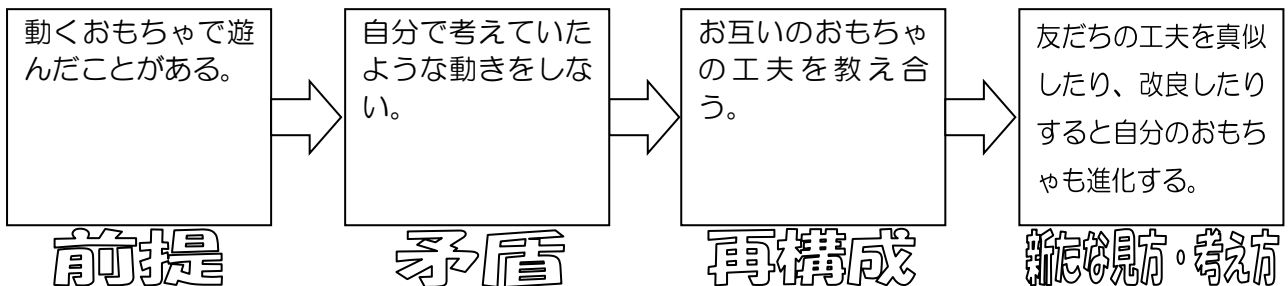 動くおもちゃで遊
んだことがある。
自分で考えていた
ような動きをしな
い。
お互いのおもちゃ
の工夫を教え合
う。
友だちの工夫を真似
したり、改良したり
すると自分のおもち
ゃも進化する。
前提
矛盾
再構成
新たな見方・考え方